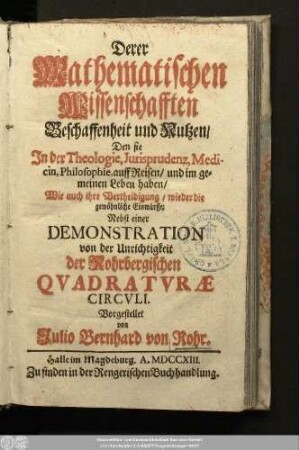 Derer
Mathematischen
Wissenschafften
Beschaffenheit und Nutzen/
Den sie
In der Theologie, Jurisprudenz, Medi-
cin, Philosophie, auff Reisen/ und im ge-
meinen Leben haben/
Wie auch ihre Vertheidigung/ wieder die
gewöhnliche Einwürffe;
Nebst einer
DEMONSTRATION
von der Unrichtigkeit
der Rohrbergischen
QVADRATVRÆ
CIRCVLI.
Vorgestellet
von
Julio Bernhard von Rohr.
Halle im Magdeburg. A. MDCCXIII.
Zu finden in der Rengerischen Buchhandlung.